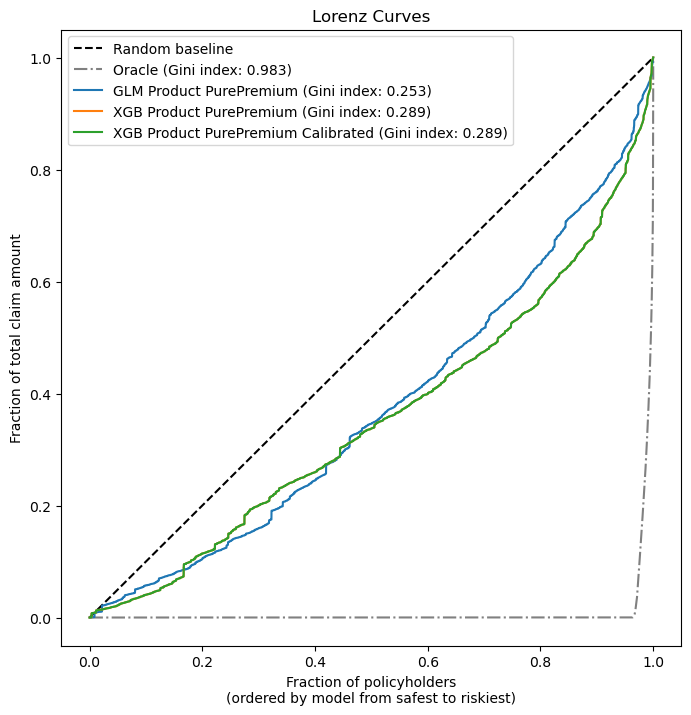 Lorenz Curves
Random baseline
Oracle (Gini index: 0.983)
GLM Product PurePremium (Gini index: 0.253)
XGB Product PurePremium (Gini index: 0.289)
XGB Product PurePremium Calibrated (Gini index: 0.289)
1.0
0.8
0.6
0.4
0.2
0.0
Fraction of total claim amount
0.0 0.2 0.4 0.6 0.8 1.0
Fraction of policyholders
(ordered by model from safest to riskiest)